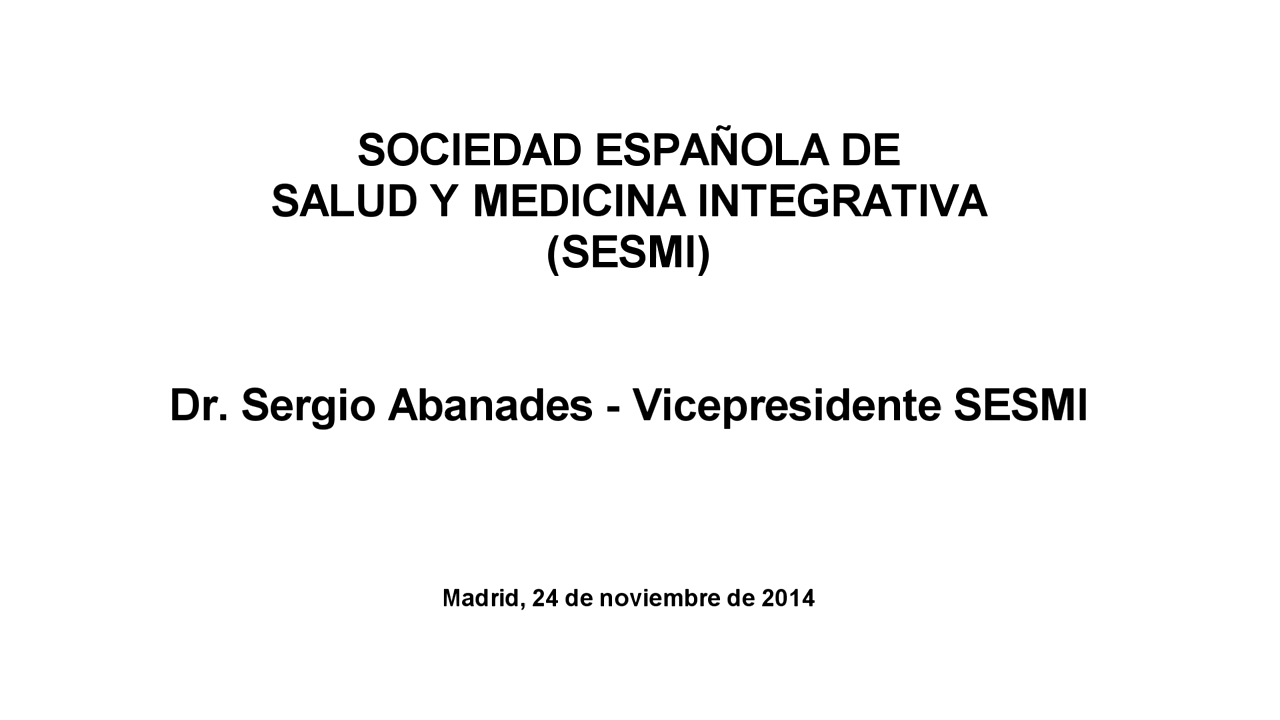 SOCIEDAD ESPAÑOLA DE
SALUD Y MEDICINA INTEGRATIVA
(SESMI)
Dr. Sergio Abanades - Vicepresidente SESMI
Madrid, 24 de noviembre de 2014